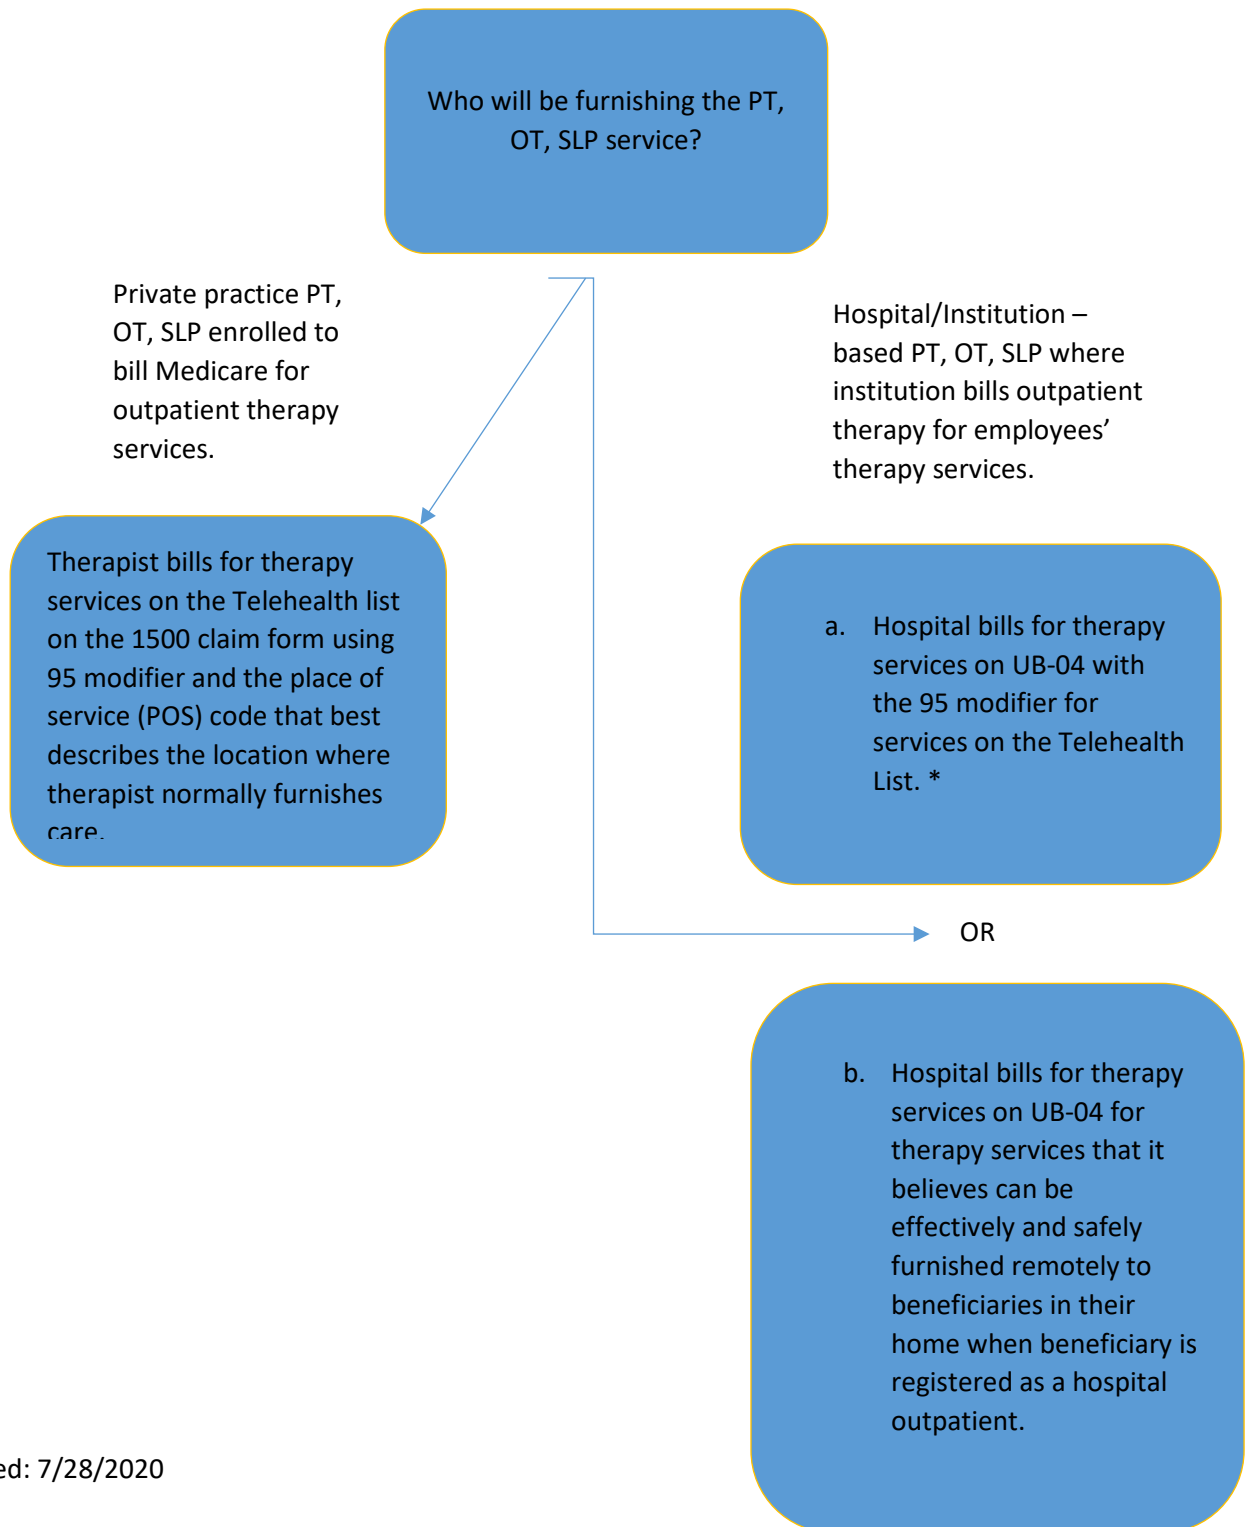 Who will be furnishing the PT,
OT, SLP service?
Private practice PT,
OT, SLP enrolled to
bill Medicare for
outpatient therapy
services.
Hospital/Institution –
based PT, OT, SLP where
institution bills outpatient
therapy for employees’
therapy services.
Therapist bills for therapy
services on the Telehealth list
on the 1500 claim form using
95 modifier and the place of
service (POS) code that best
describes the location where
therapist normally furnishes
care.
a. Hospital bills for therapy
services on UB-04 with
the 95 modifier for
services on the Telehealth
List. *
OR
b. Hospital bills for therapy
services on UB-04 for
therapy services that it
believes can be
effectively and safely
furnished remotely to
beneficiaries in their
home when beneficiary is
registered as a hospital
outpatient.
ed: 7/28/2020